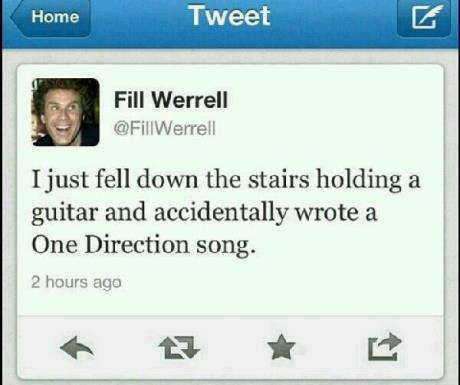 Home
Tweet
Fill Werrell
@FillWerrell
I just fell down the stairs holding a
guitar and accidentally wrote a
One Direction song.
2 hours ago